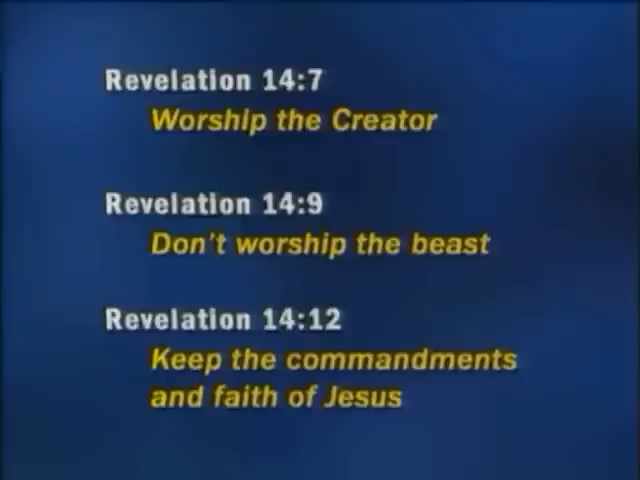 Revelation 14:7
Worship the Creator
Revelation 14:9
Don't worship the beast
Revelation 14:12
Keep the commandments
and faith of Jesus